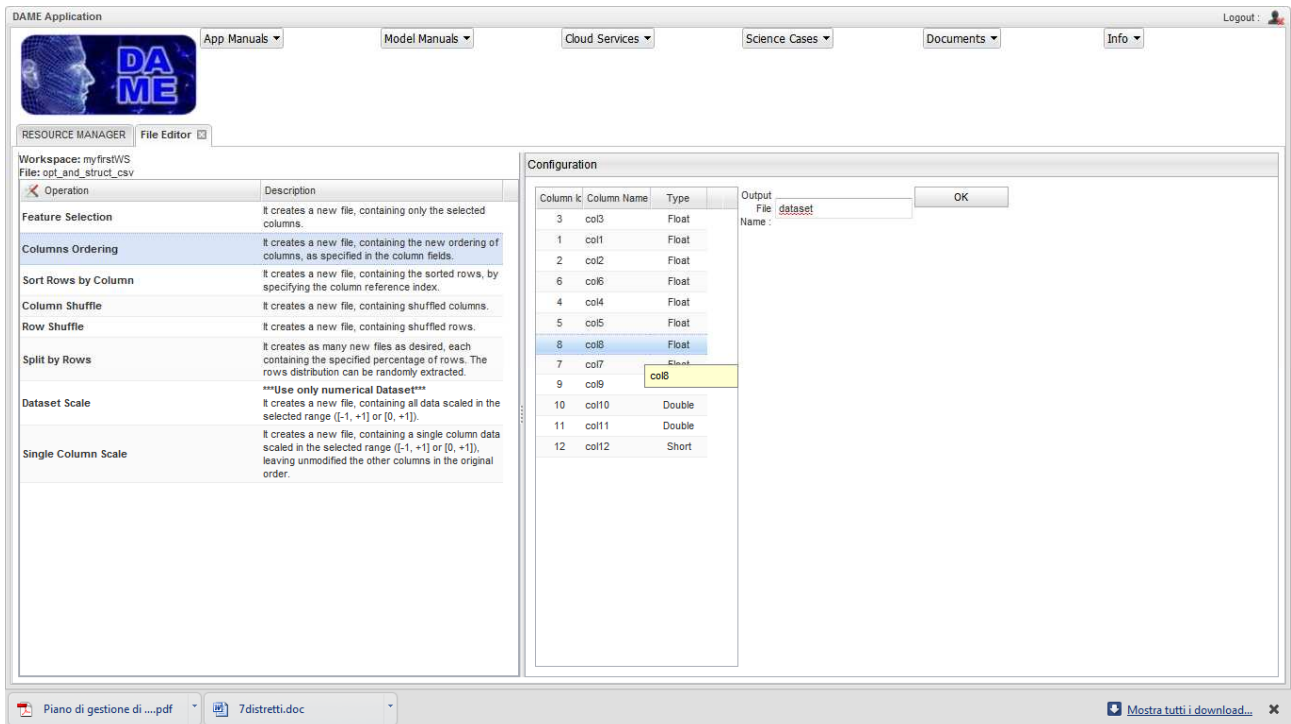 DAME Application
Logout :
App Manuals
Model Manuals
Cloud Services
Science Cases
Documents
Info
DA
ME
RESOURCE MANAGER
File Editor
Workspace: myfirstWS
File: opt_and_struct_csv
Operation Description
Feature Selection
It creates a new file, containing only the selected
columns.
Columns Ordering
It creates a new file, containing the new ordering of
columns, as specified in the column fields.
Sort Rows by Column
It creates a new file, containing the sorted rows, by
specifying the column reference index.
Column Shuffle
It creates a new file, containing shuffled columns.
Row Shuffle
It creates a new file, containing shuffled rows.
Split by Rows
It creates as many new files as desired, each
containing the specified percentage of rows. The
rows distribution can be randomly extracted.
Dataset Scale
***Use only numerical Dataset***
It creates a new file, containing all data scaled in the
selected range ([-1, +1] or [0, +1]).
Single Column Scale
It creates a new file, containing a single column data
scaled in the selected range ([-1, +1] or [0, +1]),
leaving unmodified the other columns in the original
order.
Configuration
Column Ic Column Name Type
3 col3 Float
1 col1 Float
2 col2 Float
6 col6 Float
4 col4 Float
5 col5 Float
8 col8 Float
7 col7 Float
col8
9 col9
10 col10 Double
11 col11 Double
12 col12 Short
Output
File
Name :
dataset
OK
Piano di gestione di ....pdf
7distretti.doc
Mostra tutti i download...